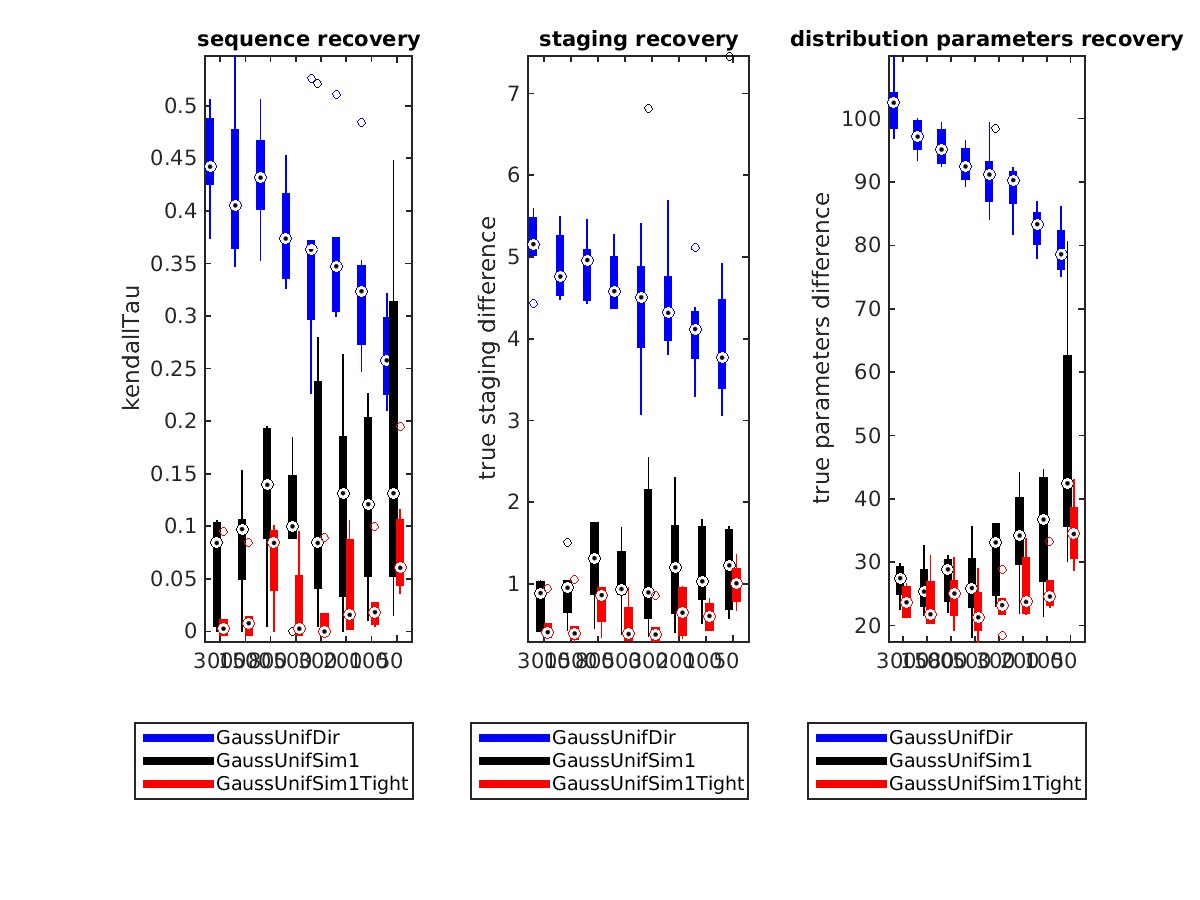 sequence recovery
kendallTau
0.5
0.45
0.4
0.35
0.3
0.25
0.2
0.15
0.1
0.05
0
50
GaussUnifDir
GaussUnifSim1
GaussUnifSim1Tight
staging recovery
true staging difference
7
6
5
4
3
2
1
50
GaussUnifDir
GaussUnifSim1
GaussUnifSim1Tight
distribution parameters recovery
true parameters difference
100
90
80
70
60
50
40
30
20
50
GaussUnifDir
GaussUnifSim1
GaussUnifSim1Tight